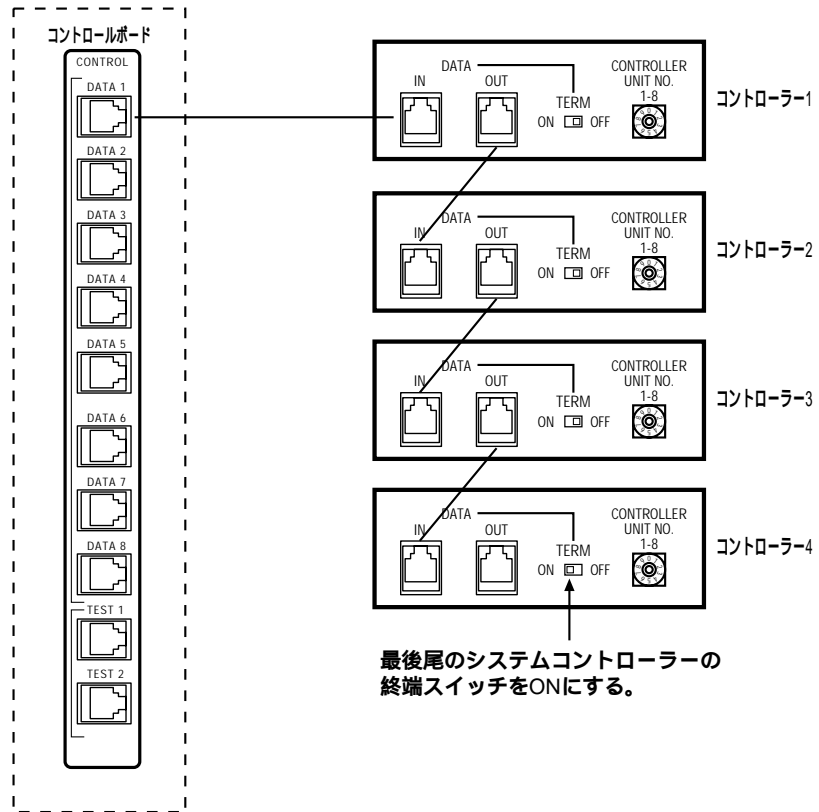 コントロールボード
CONTROL
DATA 1
DATA 2
DATA 3
DATA 4
DATA 5
DATA 6
DATA 7
DATA 8
TEST 1
TEST 2
DATA
IN
OUT
TERM
ON
OFF
CONTROLLER
UNIT NO.
1-8
コントローラー1
DATA
IN
OUT
TERM
ON
OFF
CONTROLLER
UNIT NO.
1-8
コントローラー2
DATA
IN
OUT
TERM
ON
OFF
CONTROLLER
UNIT NO.
1-8
コントローラー3
DATA
IN
OUT
TERM
ON
OFF
CONTROLLER
UNIT NO.
1-8
コントローラー4
最後尾のシステムコントローラーの
終端スイッチをONにする。